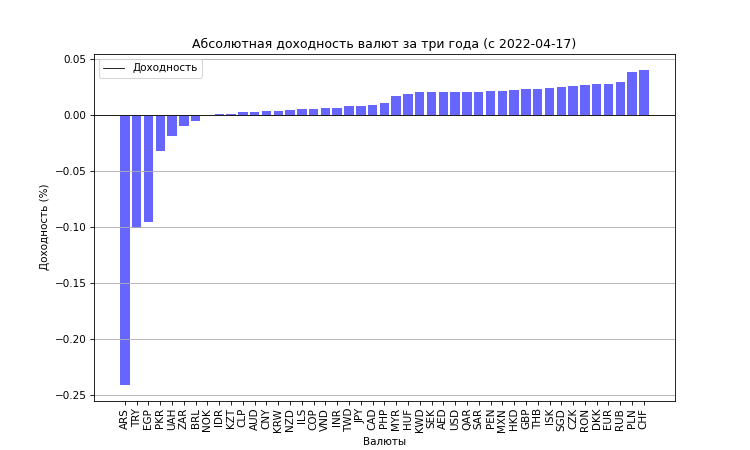 Абсолютная доходность валют за три года (с 2022-04-17)
Доходность
0.05
0.00
−0.05
−0.10
−0.15
−0.20
−0.25
Доходность (%)
ARS
TRY
EGP
PKR
UAH
ZAR
BRL
NOK
IDR
KZT
CLP
AUD
CNY
KRW
NZD
ILS
COP
VND
INR
TWD
JPY
CAD
PHP
MYR
HUF
KWD
SEK
AED
USD
QAR
SAR
PEN
MXN
HKD
GBP
THB
ISK
SGD
CZK
RON
DKK
EUR
RUB
PLN
CHF
Валюты